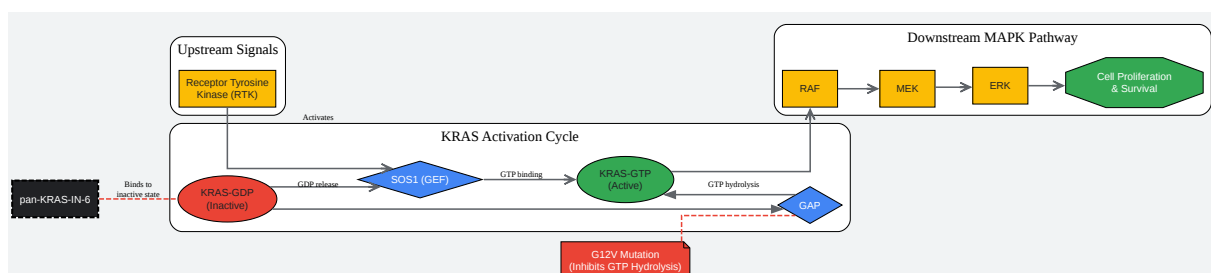 Upstream Signals
Receptor Tyrosine
Kinase (RTK)
Downstream MAPK Pathway
RAF
MEK
ERK
Cell Proliferation
& Survival
Activates
KRAS Activation Cycle
pan-KRAS-IN-6
Binds to
inactive state
KRAS-GDP
(Inactive)
GDP release
SOS1 (GEF)
GTP binding
KRAS-GTP
(Active)
GTP hydrolysis
GAP
G12V Mutation
(Inhibits GTP Hydrolysis)